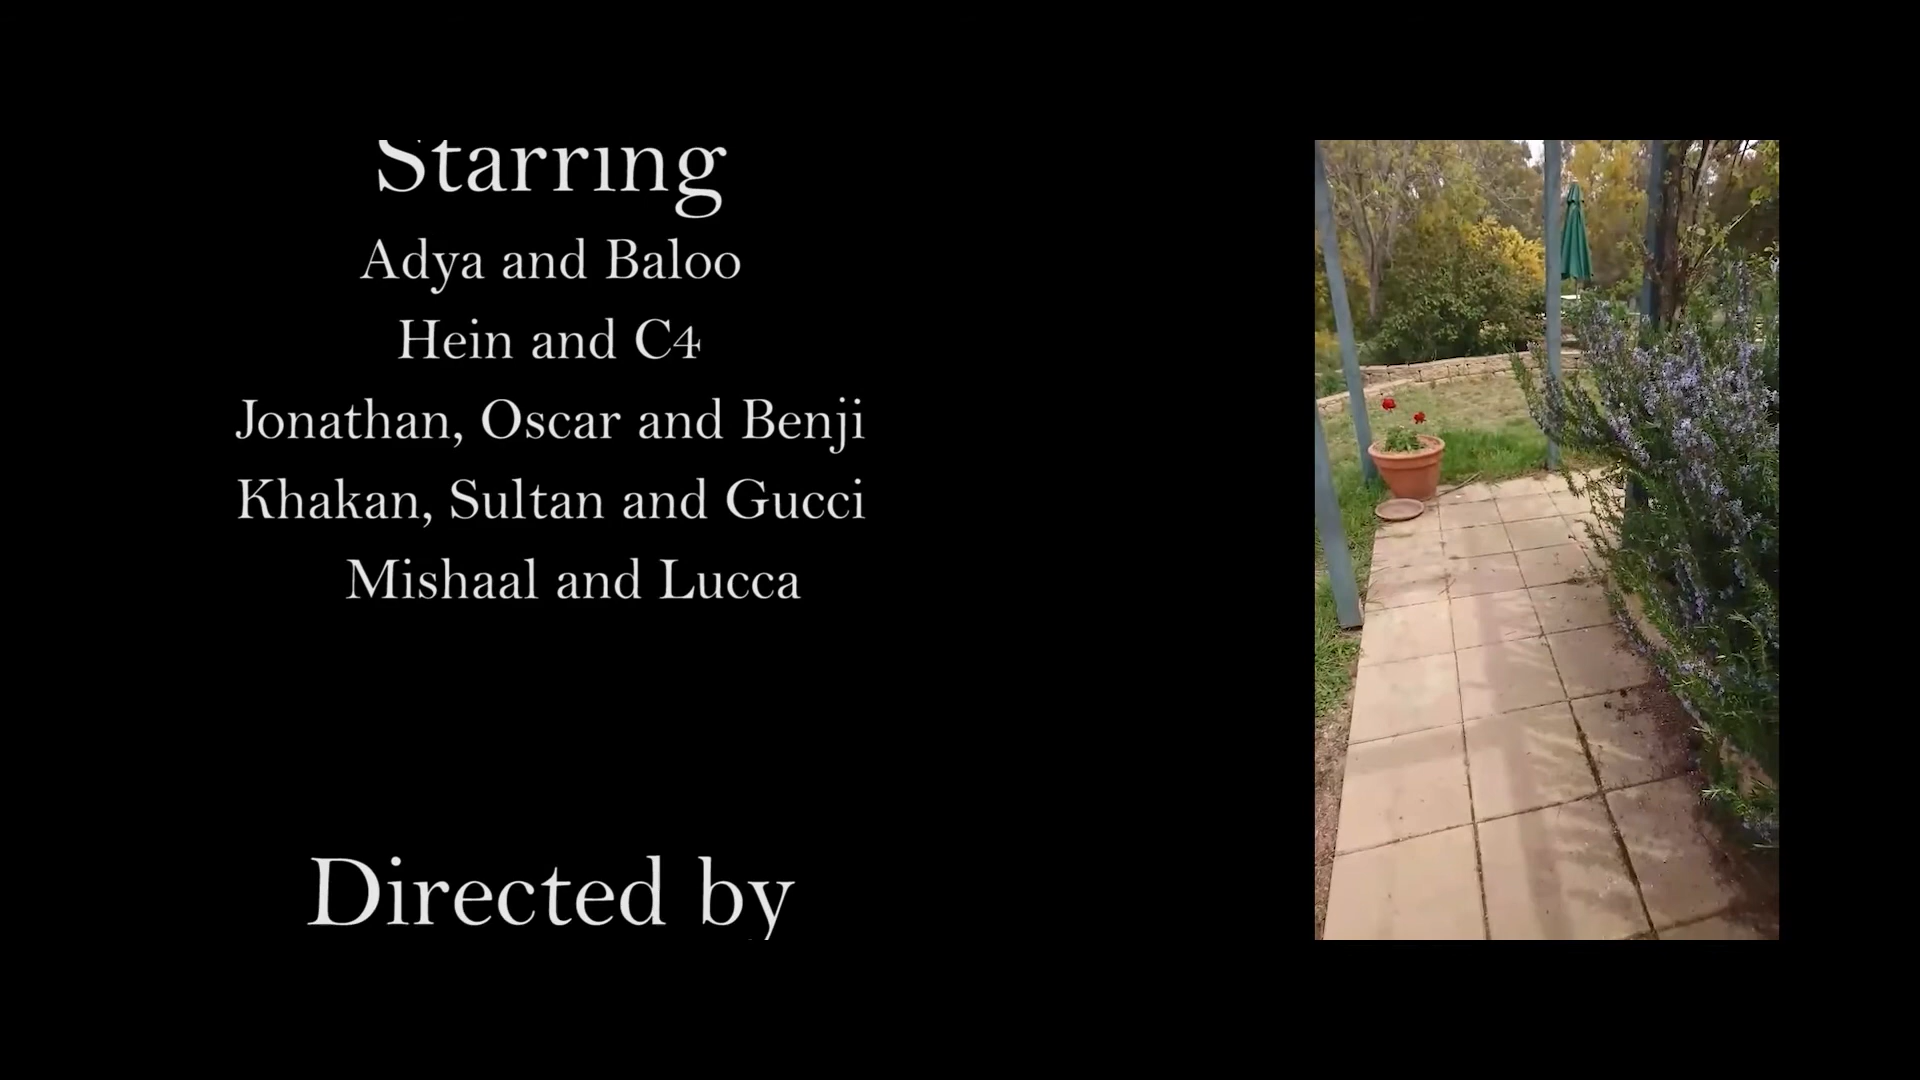 Starring
Adya and Baloo
Hein and C4
Jonathan, Oscar and Benji
Khakan, Sultan and Gucci
Mishaal and Lucca
Directed by